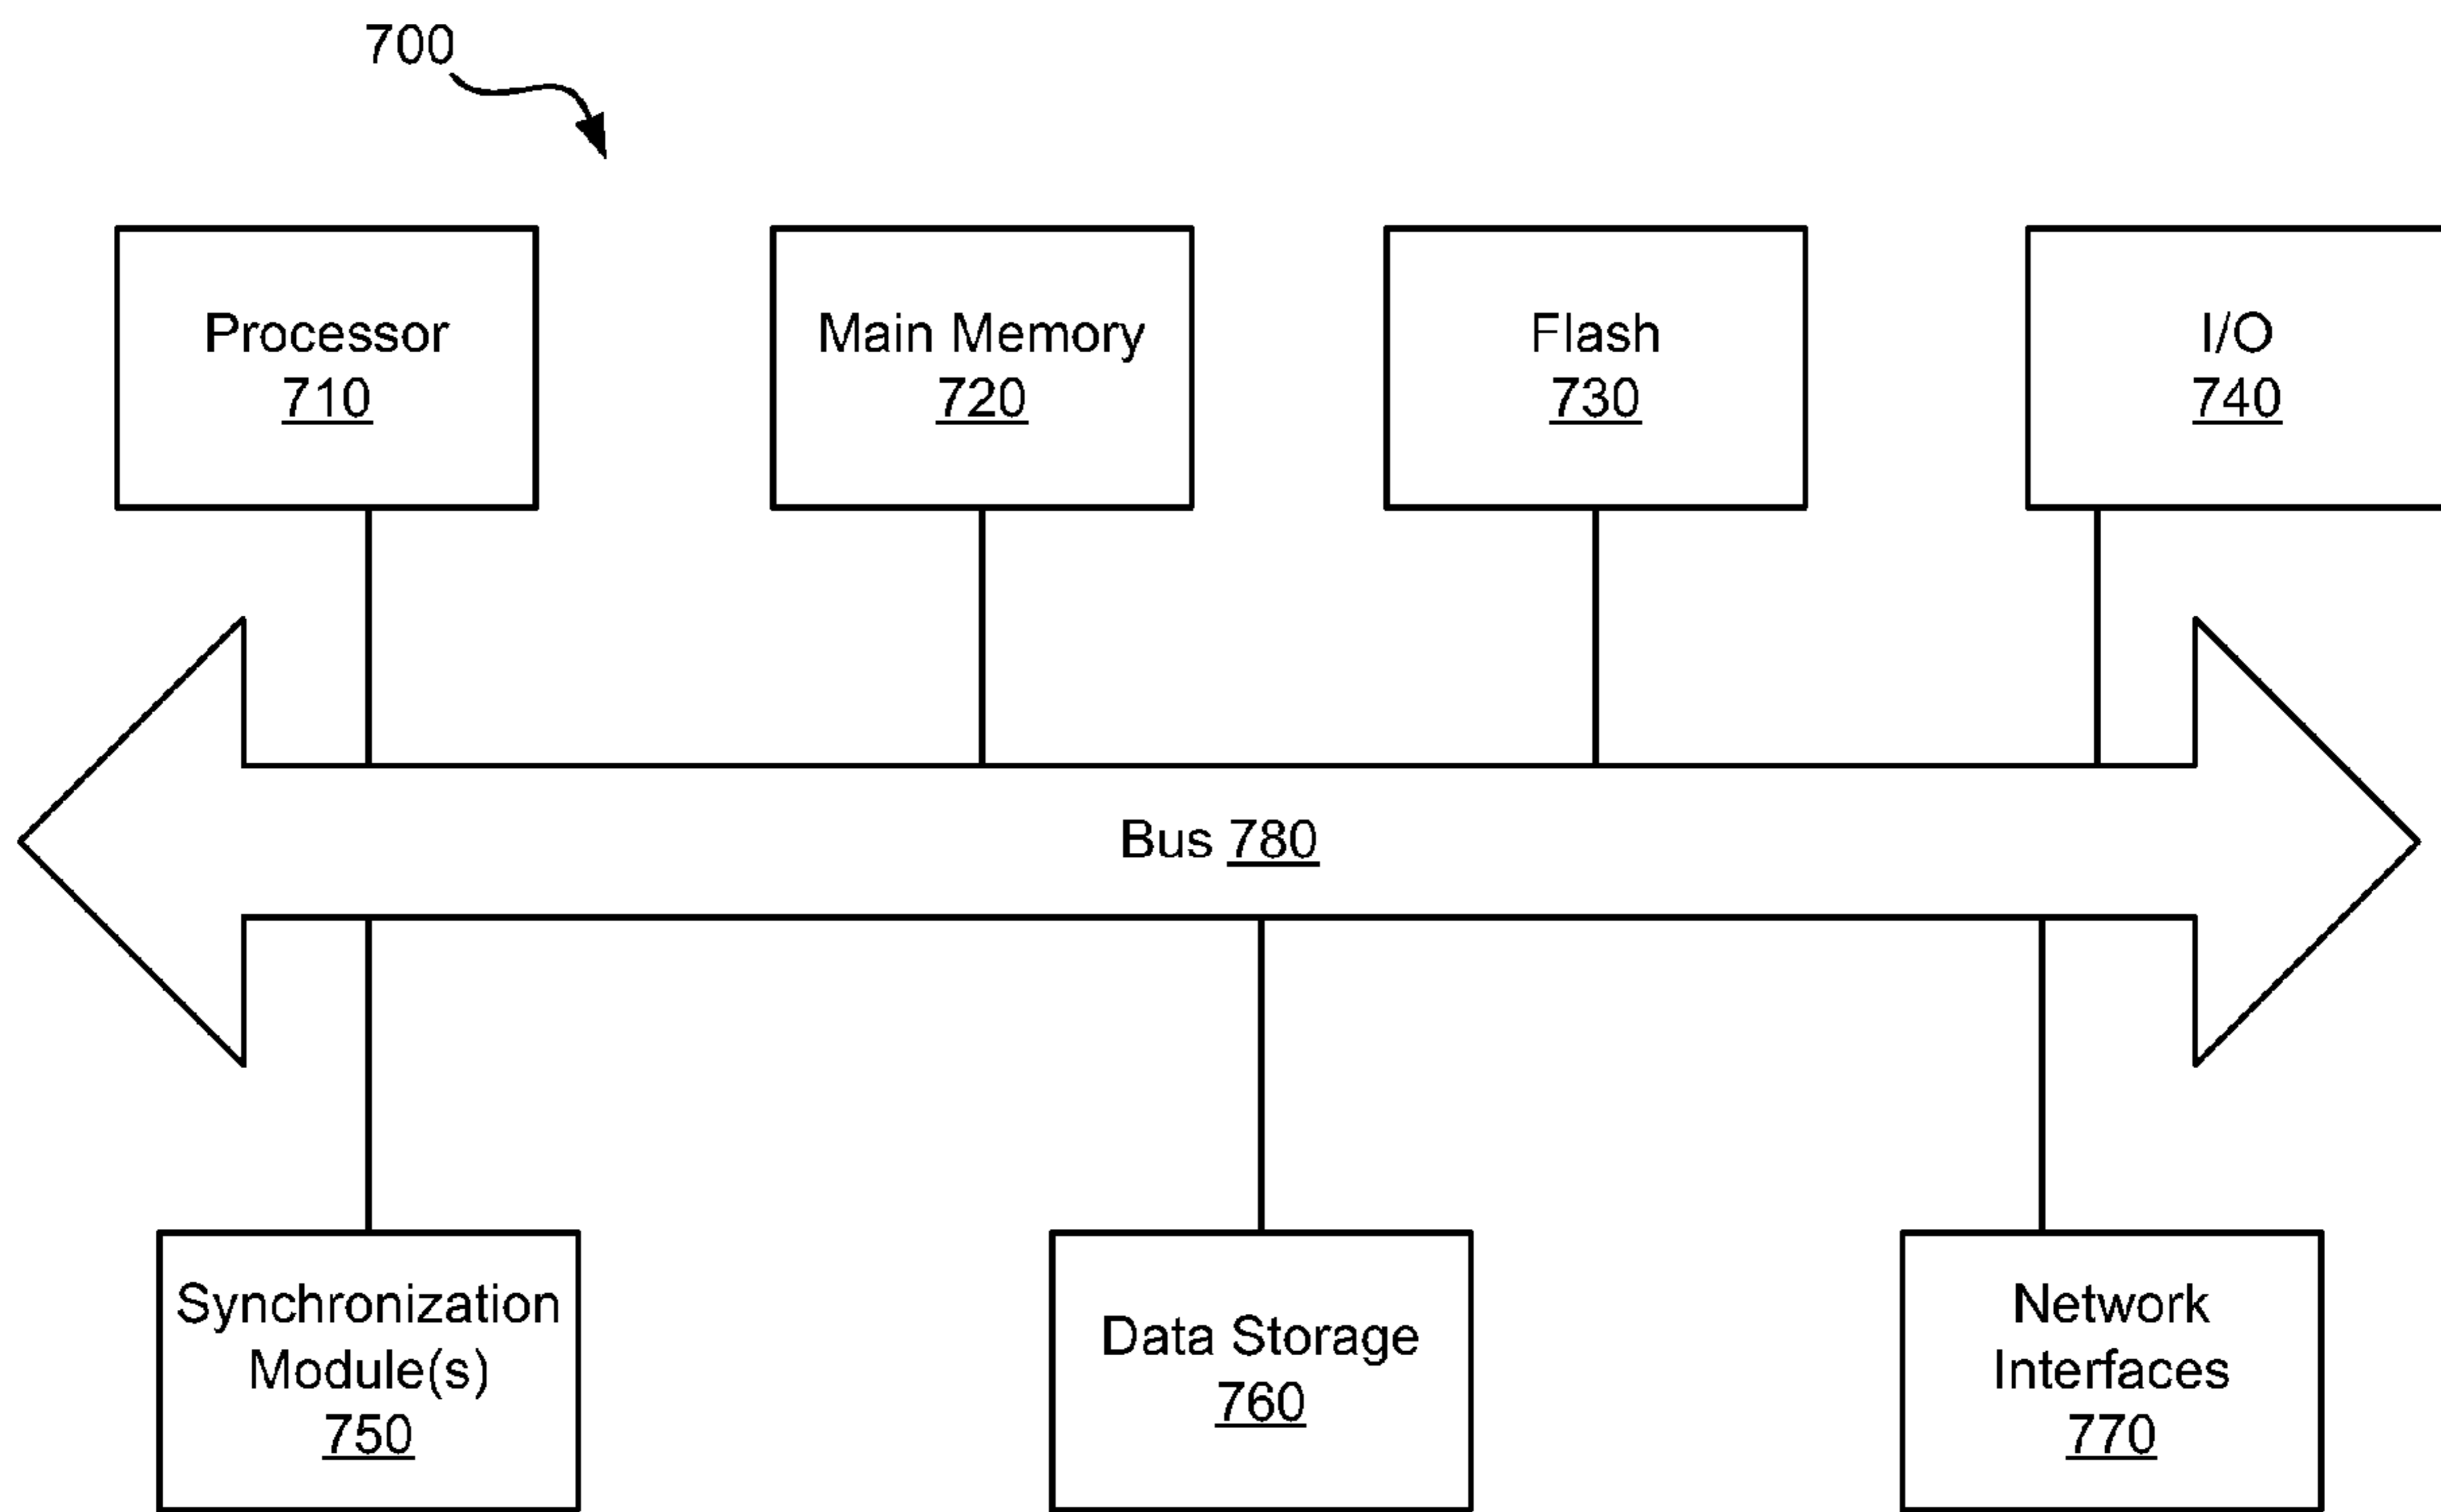 700
Processor
710
Main Memory
720
Flash
730
I/O
740
Bus 780
Synchronization
Module(s)
750
Data Storage
760
Network
Interfaces
770